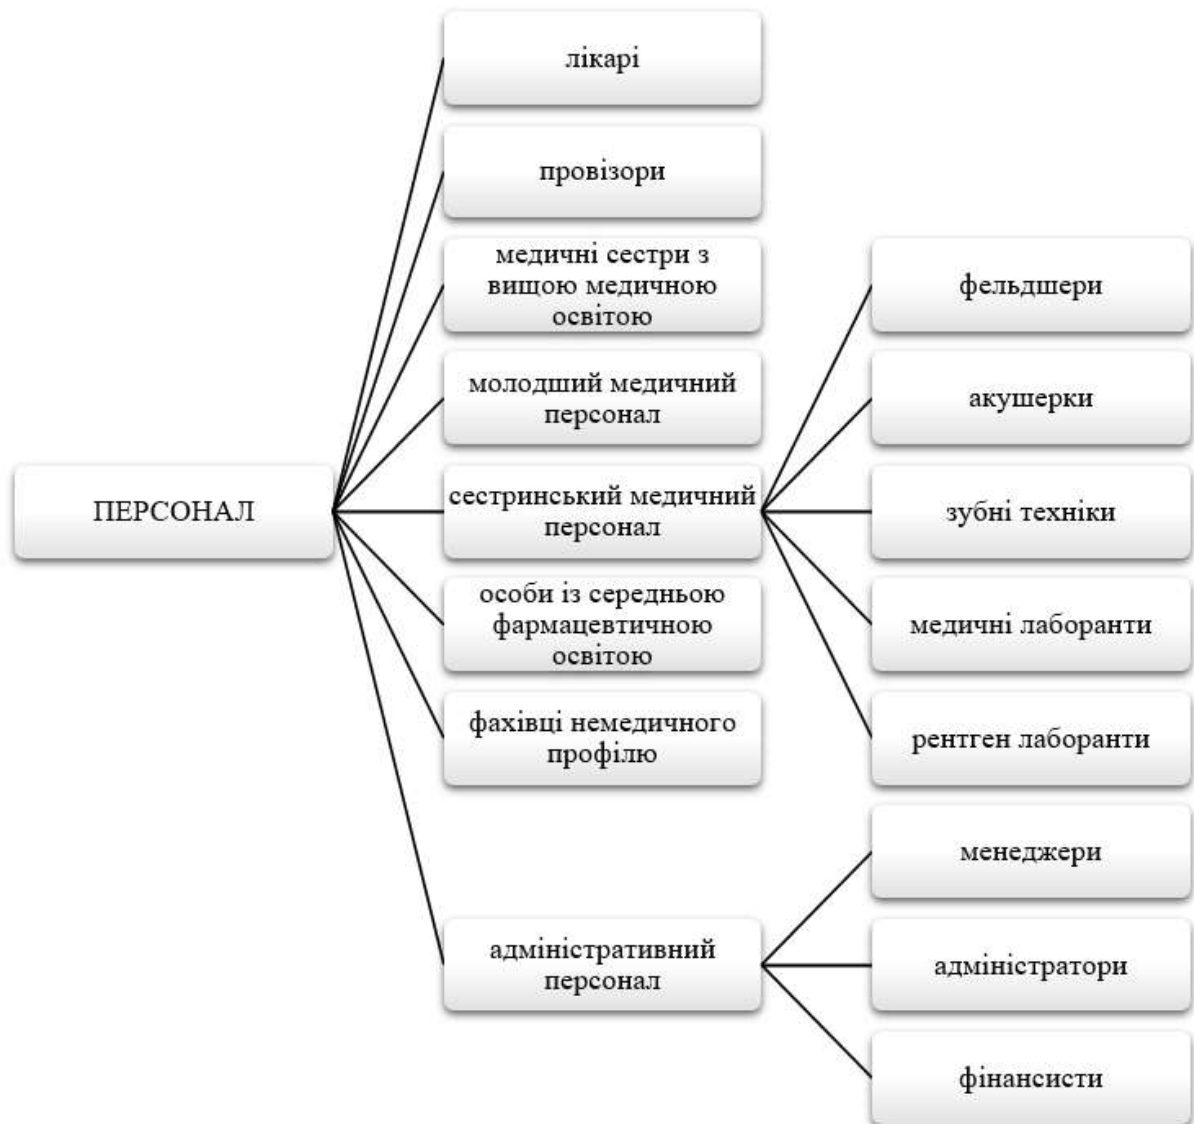 ПЕРСОНАЛ
лікарі
провізори
медичні сестри з
вищою медичною
освітою
молодший медичний
персонал
сестринський медичний
персонал
особи із середньою
фармацевтичною
освітою
фахівці немедичного
профілю
адміністративний
персонал
фельдшери
акушерки
зубні техніки
медичні лаборанти
рентген лаборанти
менеджери
адміністратори
фінансисти